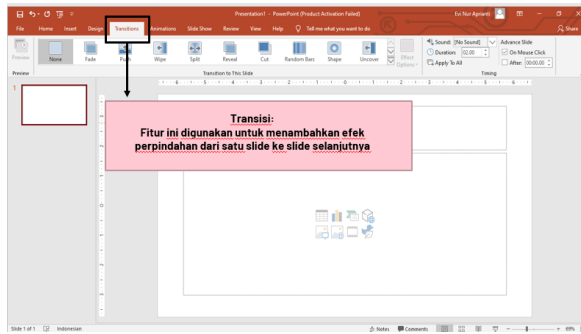 Presentation1 - PowerPoint (Product Activation Failed)
Evi Nur Aprianti
File Home Insert Design Transitions Animations Slide Show Review View Help Tell me what you want to do Share
Preview None Fade Push Wipe Split Reveal Cut Random Bars Shape Uncover Effect Options
Sound: [No Sound] Advance Slide
Duration: 02.00 On Mouse Click
Apply To All After: 00:00.00
Preview Transition to This Slide Timing
1
Transisi:
Fitur ini digunakan untuk menambahkan efek
perpindahan dari satu slide ke slide selanjutnya
Slide 1 of 1 Indonesian Notes Comments 69%